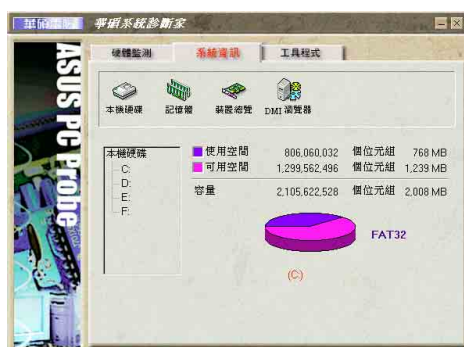 華碩電腦 華碩系統診斷家
ASUS PC Probe
硬體監測 系統資訊 工具程式
本機硬碟 記憶體 裝置總覽 DMI 瀏覽器
本機硬碟
C:
D:
E:
F:
使用空間 806,060,032 個位元組 768 MB
可用空間 1,299,562,496 個位元組 1,239 MB
容量 2,105,622,528 個位元組 2,008 MB
FAT32
(C:)